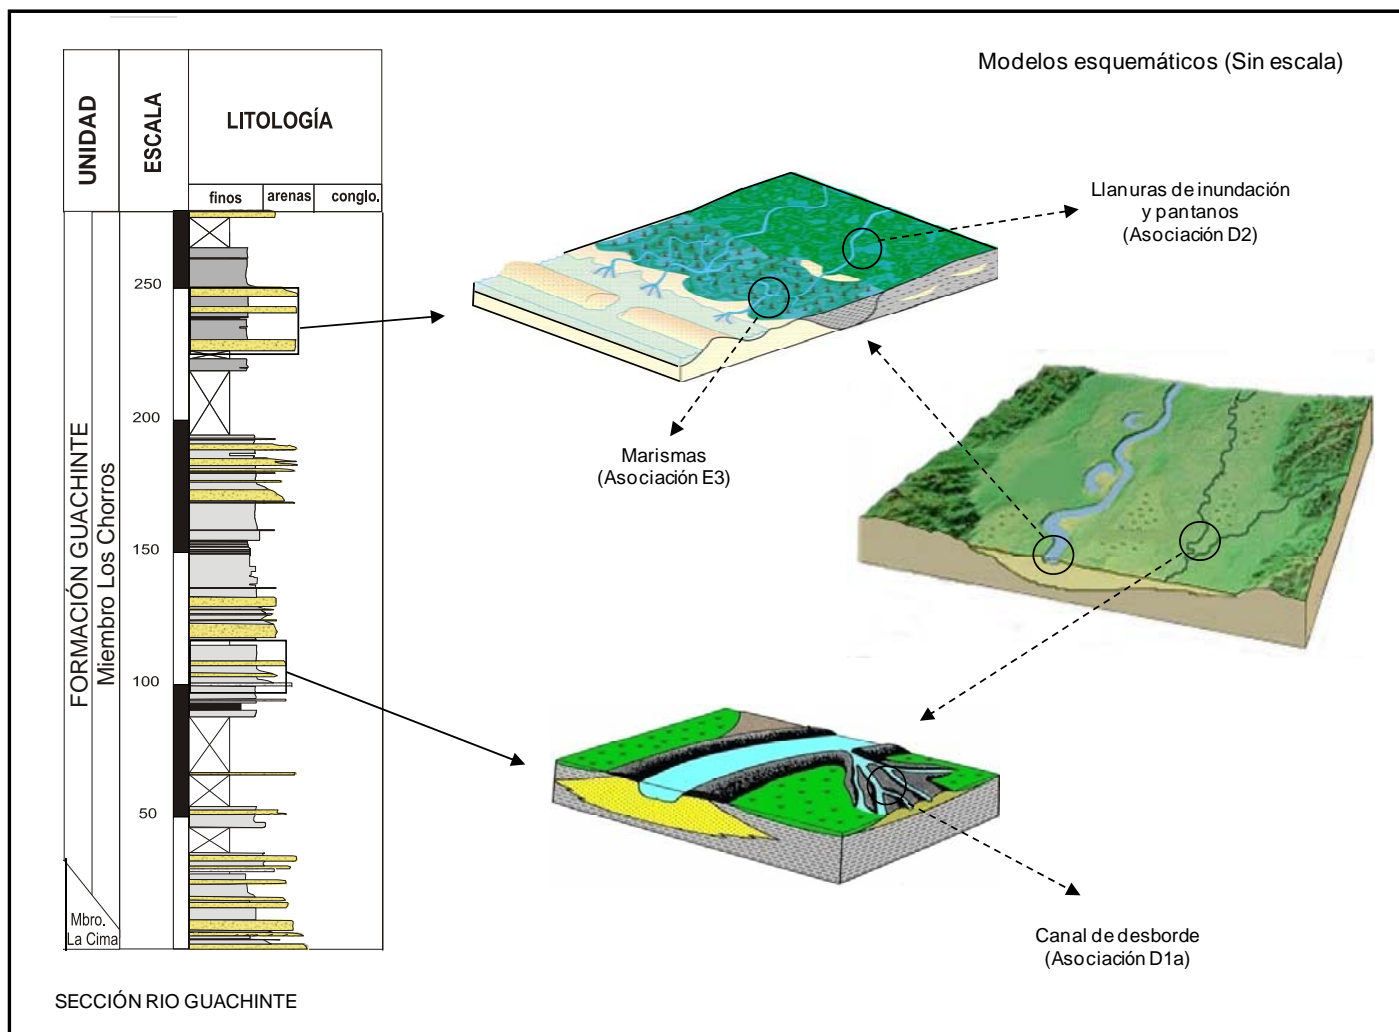 Modelos esquemáticos (Sin escala)
UNIDAD
ESCALA
LITOLOGÍA
finos
arenas
conglo.
250
200
150
100
50
FORMACIÓN GUACHINTE
Miembro Los Chorros
Mbro.
La Cima
Llanuras de inundación
y pantanos
(Asociación D2)
Marismas
(Asociación E3)
Canal de desborde
(Asociación D1a)
SECCIÓN RIO GUACHINTE